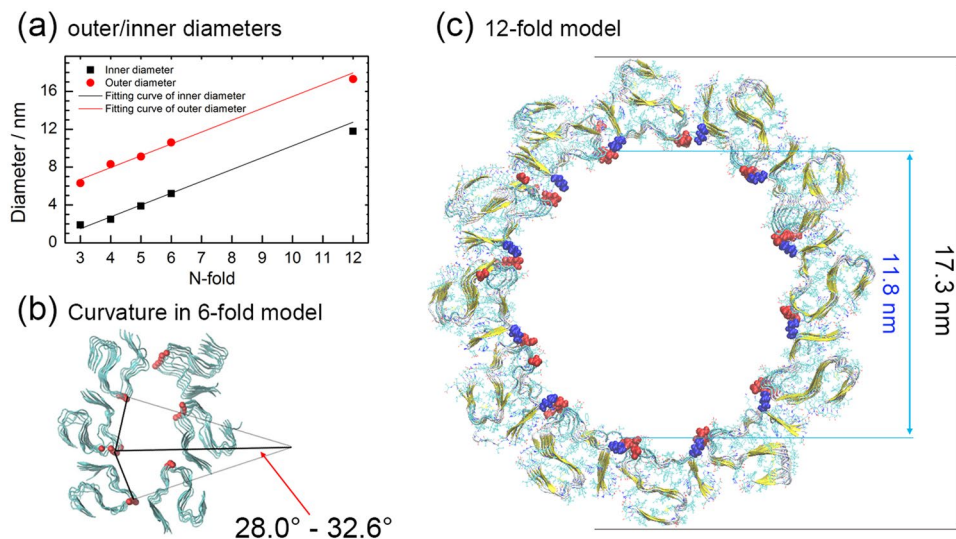 (a) outer/inner diameters
Inner diameter
Outer diameter
Fitting curve of inner diameter
Fitting curve of outer diameter
Diameter / nm
16
12
8
4
0
3 4 5 6 7 8 9 10 11 12
N-fold
(b) Curvature in 6-fold model
28.0° - 32.6°
(c) 12-fold model
11.8 nm
17.3 nm